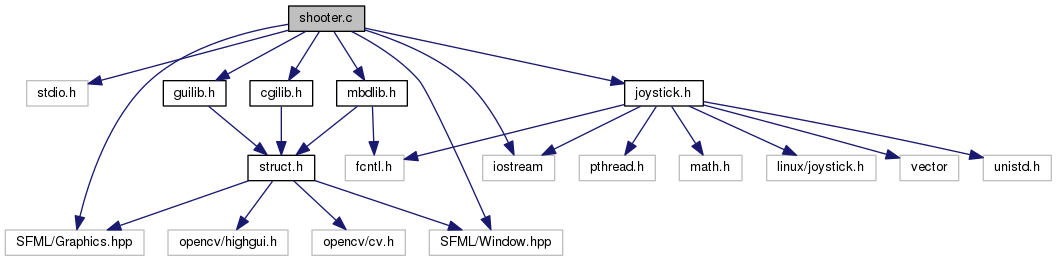 shooter.c
stdio.h
guilib.h
cgilib.h
mbdlib.h
joystick.h
struct.h
fcntl.h
iostream
pthread.h
math.h
linux/joystick.h
vector
unistd.h
SFML/Graphics.hpp
opencv/highgui.h
opencv/cv.h
SFML/Window.hpp